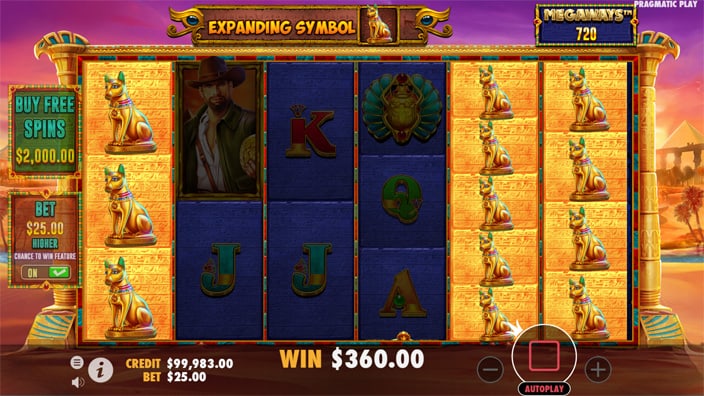 EXPANDING SYMBOL
MEGAWAYS™
720
PRAGMATIC PLAY
BUY FREE
SPINS
$2,000.00
BET
$25.00
HIGHER
CHANCE TO WIN FEATURE
ON
K
Q
J
J
A
CREDIT $99,983.00
BET $25.00
WIN $360.00
AUTOPLAY